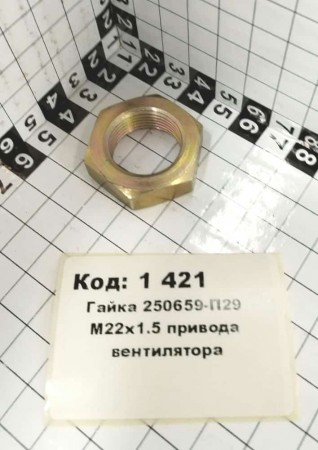 Код: 1 421
Гайка 250659-П29
М22х1.5 привода
вентилятора